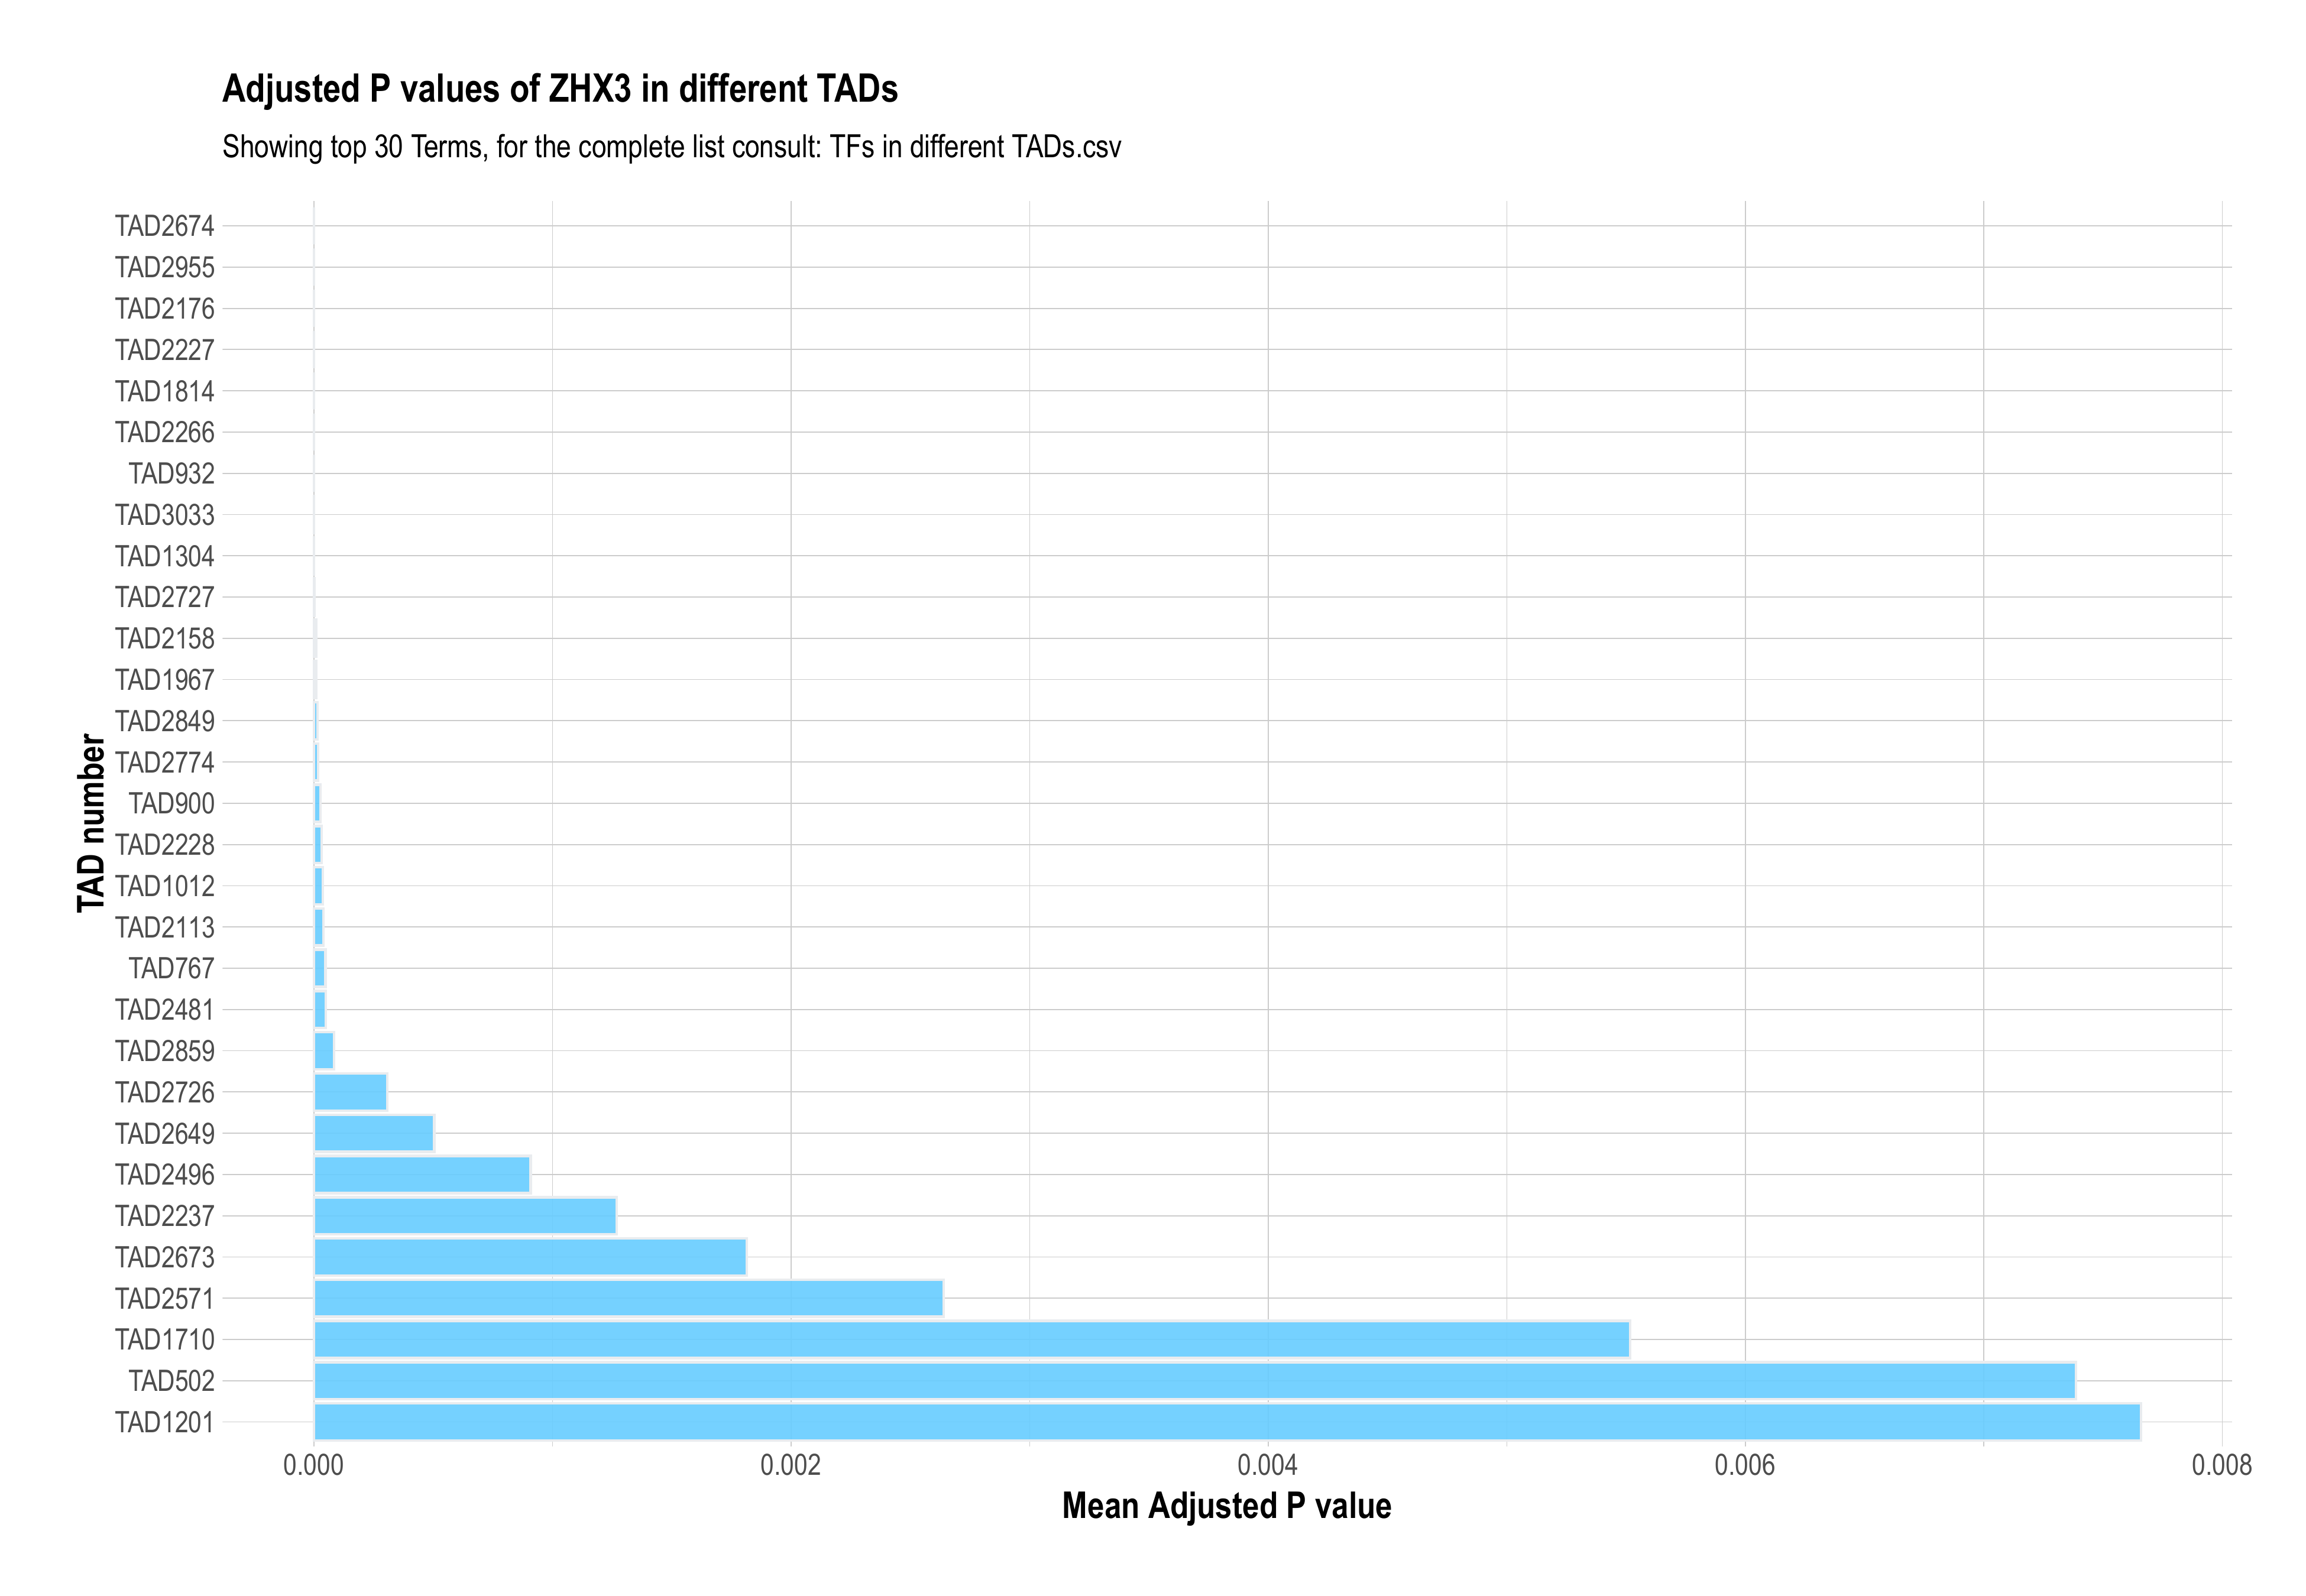 Adjusted P values of ZHX3 in different TADs
Showing top 30 Terms, for the complete list consult: TFs in different TADs.csv
TAD number
TAD2674
TAD2955
TAD2176
TAD2227
TAD1814
TAD2266
TAD932
TAD3033
TAD1304
TAD2727
TAD2158
TAD1967
TAD2849
TAD2774
TAD900
TAD2228
TAD1012
TAD2113
TAD767
TAD2481
TAD2859
TAD2726
TAD2649
TAD2496
TAD2237
TAD2673
TAD2571
TAD1710
TAD502
TAD1201
0.000 0.002 0.004 0.006 0.008
Mean Adjusted P value